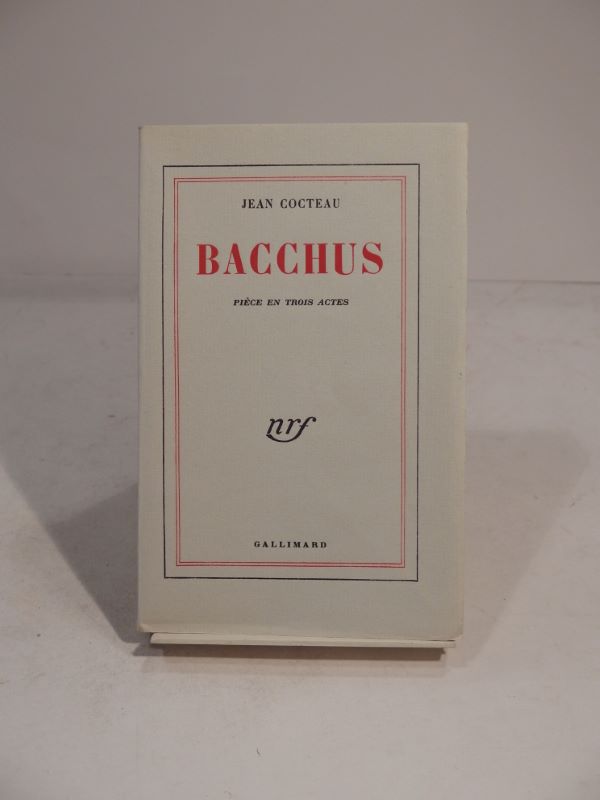 JEAN COCTEAU
BACCHUS
PIÈCE EN TROIS ACTES
nrf
GALLIMARD